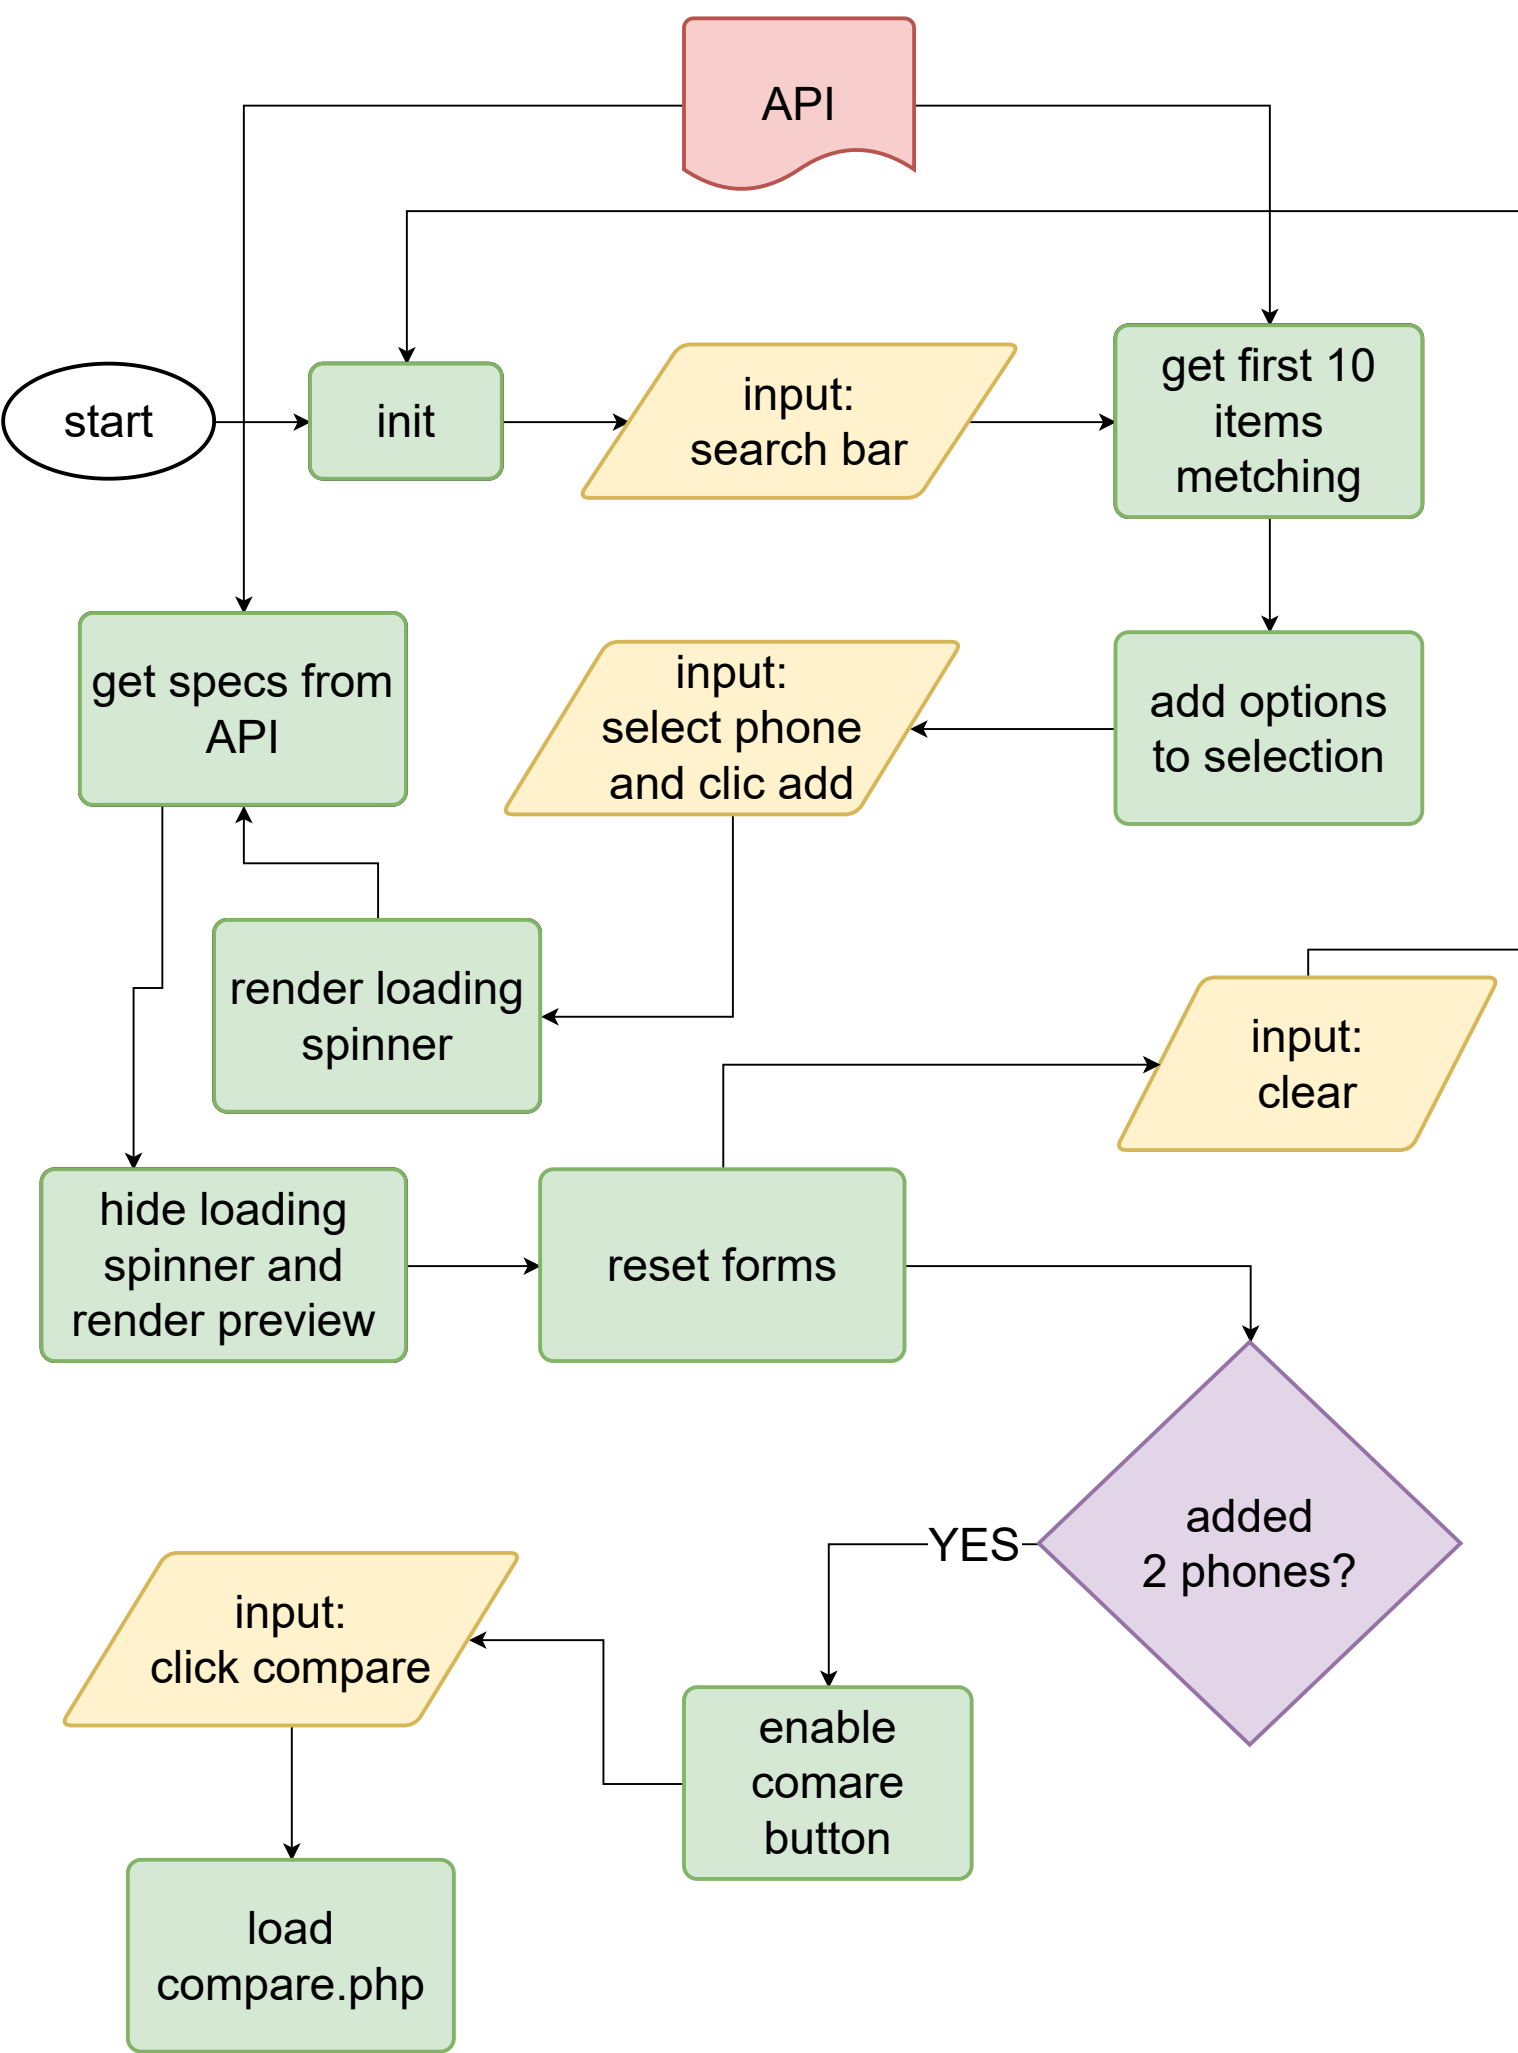 API
start
init
input:
search bar
get first 10
items
metching
get specs from
API
input:
select phone
and clic add
add options
to selection
render loading
spinner
input:
clear
hide loading
spinner and
render preview
reset forms
added
2 phones?
YES
input:
click compare
enable
comare
button
load
compare.php